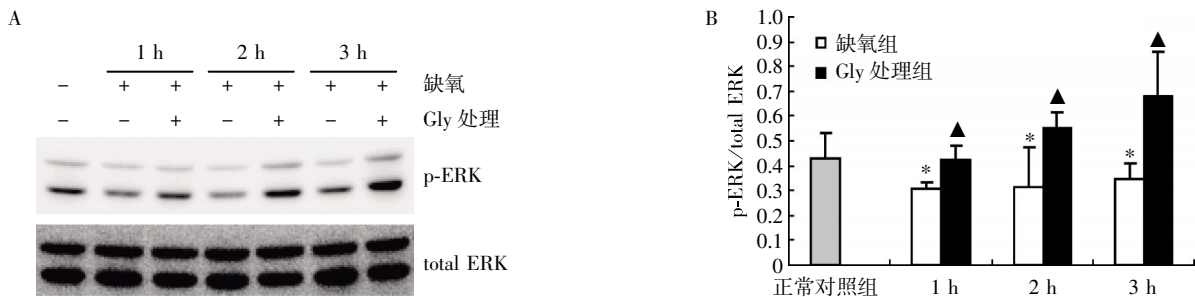 A
1 h 2 h 3 h
− + + + + + + 缺氧
− − + − + − + Gly 处理
p-ERK
total ERK
B
p-ERK/total ERK
1.0
0.9
0.8
0.7
0.6
0.5
0.4
0.3
0.2
0.1
0
缺氧组
Gly 处理组
* ▲ * ▲ * ▲
正常对照组 1 h 2 h 3 h